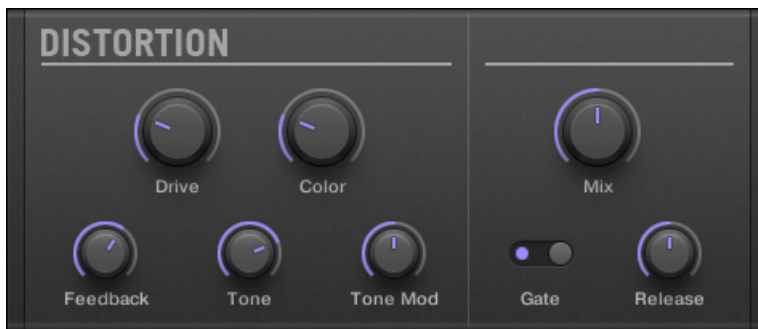 DISTORTION
Drive
Color
Mix
Feedback
Tone
Tone Mod
Gate
Release